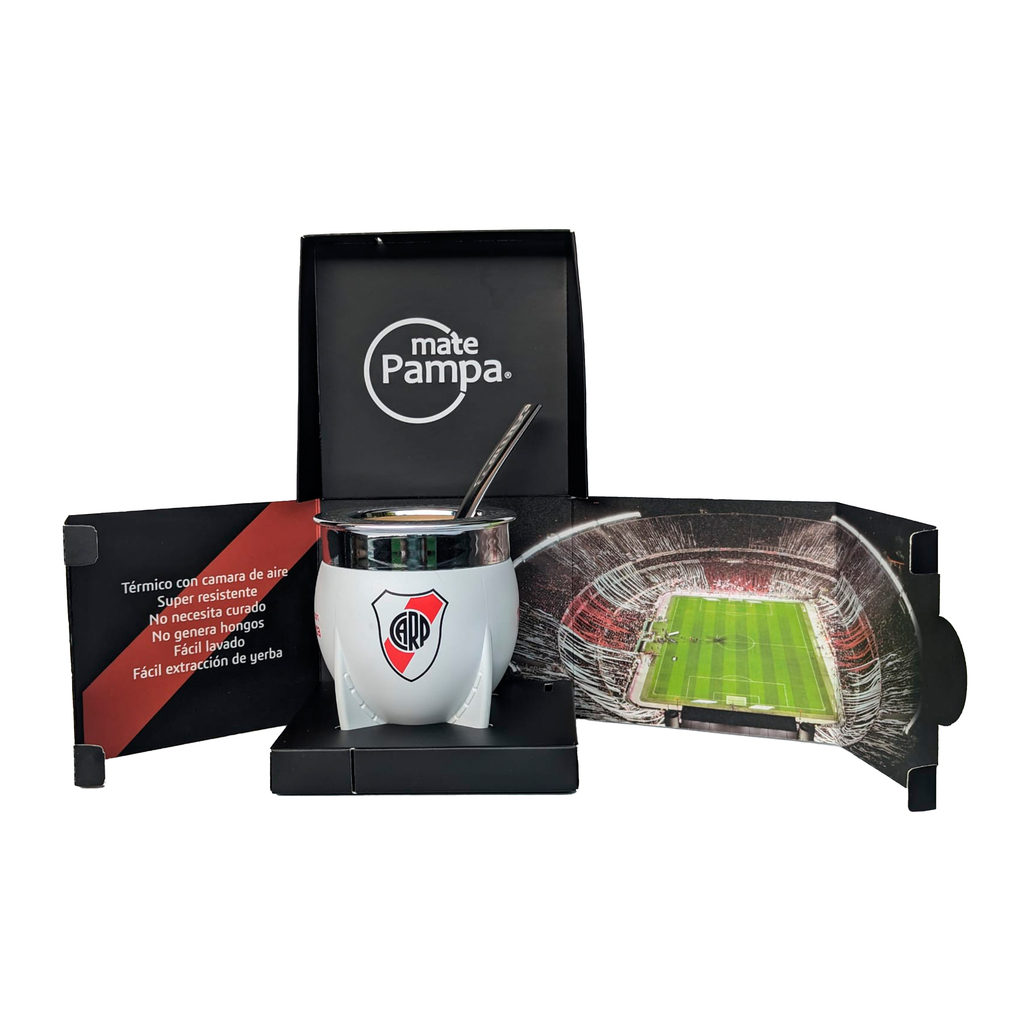 mate
Pampa®
Térmico con camara de aire
Super resistente
No necesita curado
No genera hongos
Fácil lavado
Fácil extracción de yerba
CARP